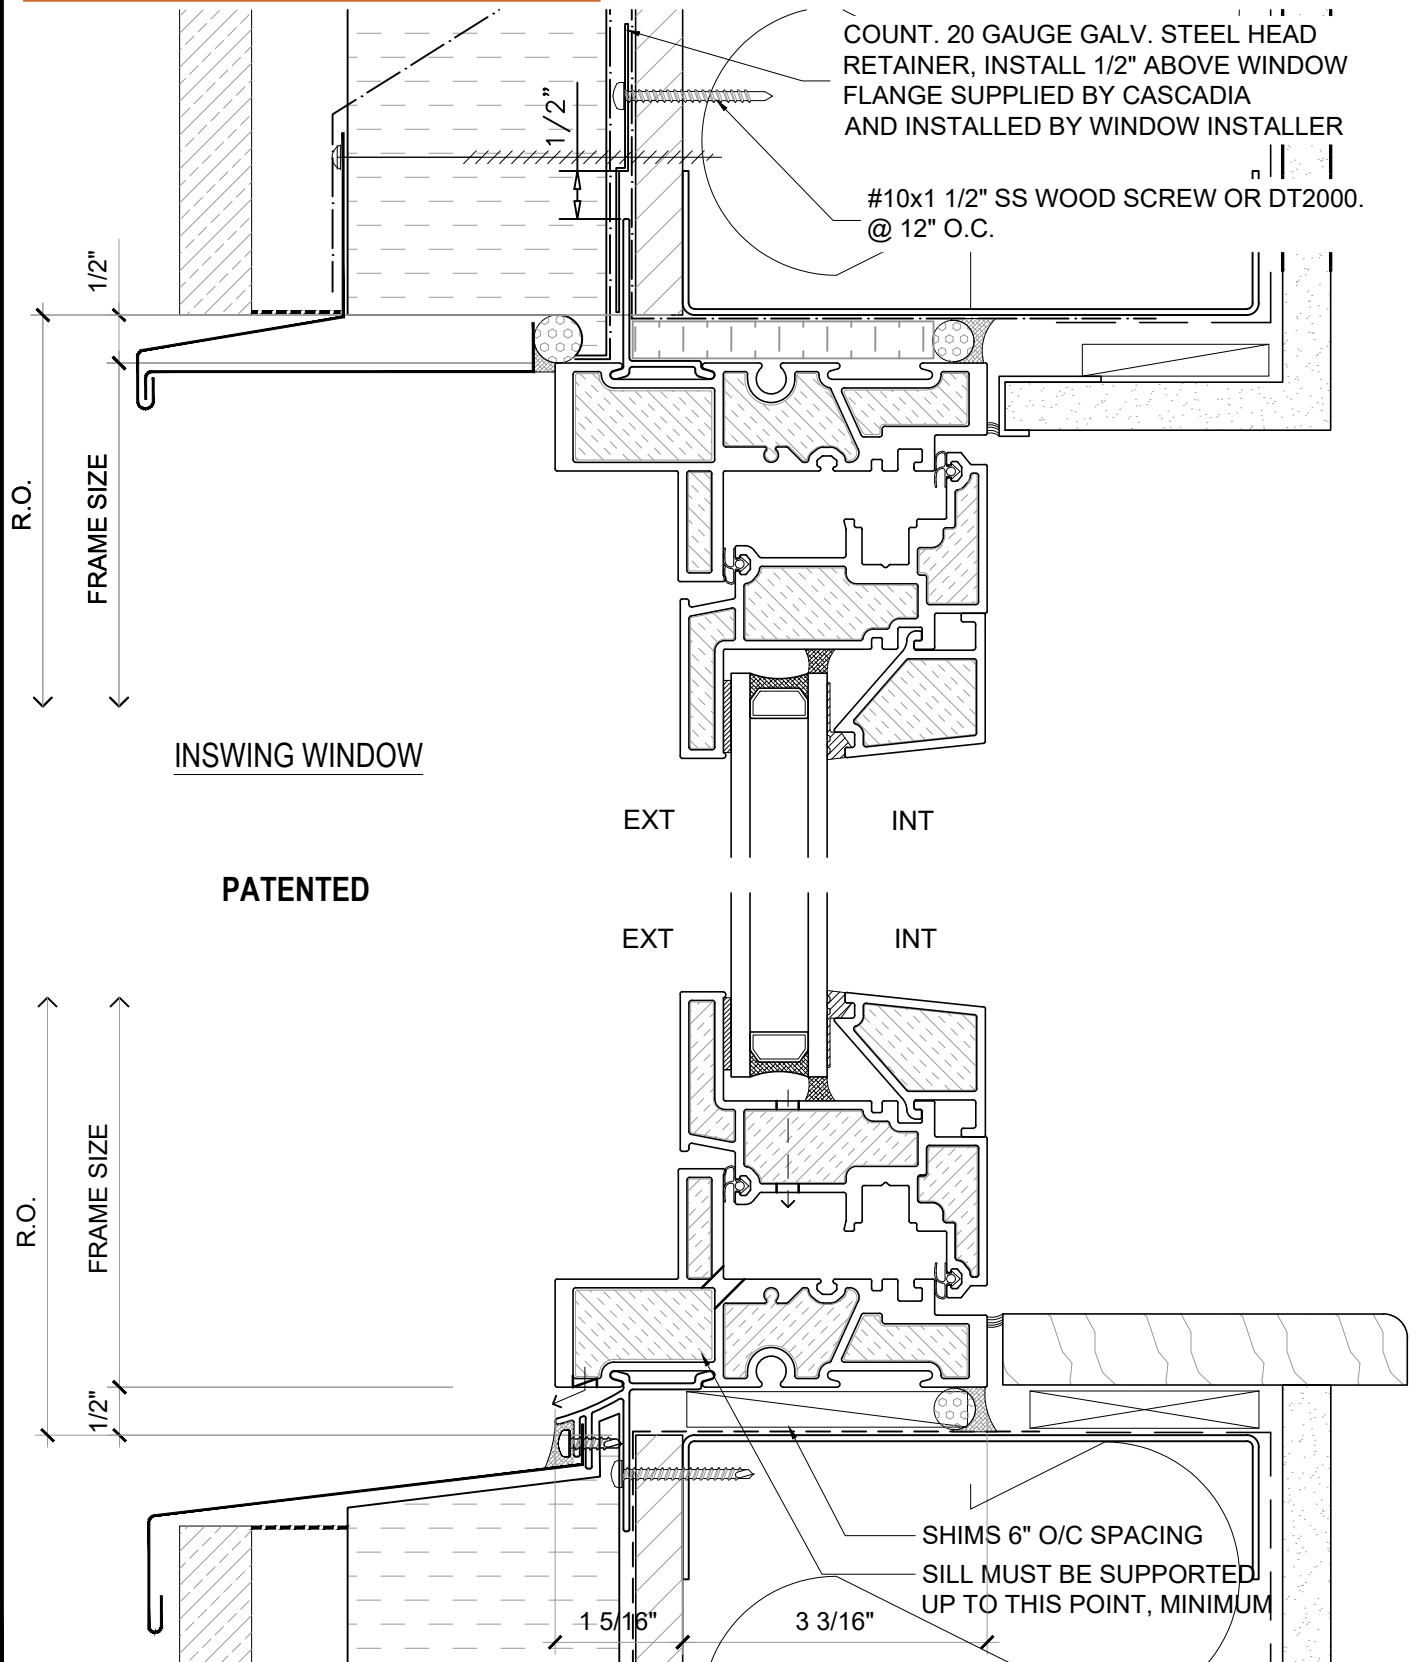 COUNT. 20 GAUGE GALV. STEEL HEAD
RETAINER, INSTALL 1/2" ABOVE WINDOW
FLANGE SUPPLIED BY CASCADIA
AND INSTALLED BY WINDOW INSTALLER
1/2"
#10x1 1/2" SS WOOD SCREW OR DT2000.
@ 12" O.C.
1/2"
R.O.
FRAME SIZE
INSWING WINDOW
EXT
INT
PATENTED
EXT
INT
R.O.
FRAME SIZE
1/2"
SHIMS 6" O/C SPACING
SILL MUST BE SUPPORTED
UP TO THIS POINT, MINIMUM
1 5/16"
3 3/16"